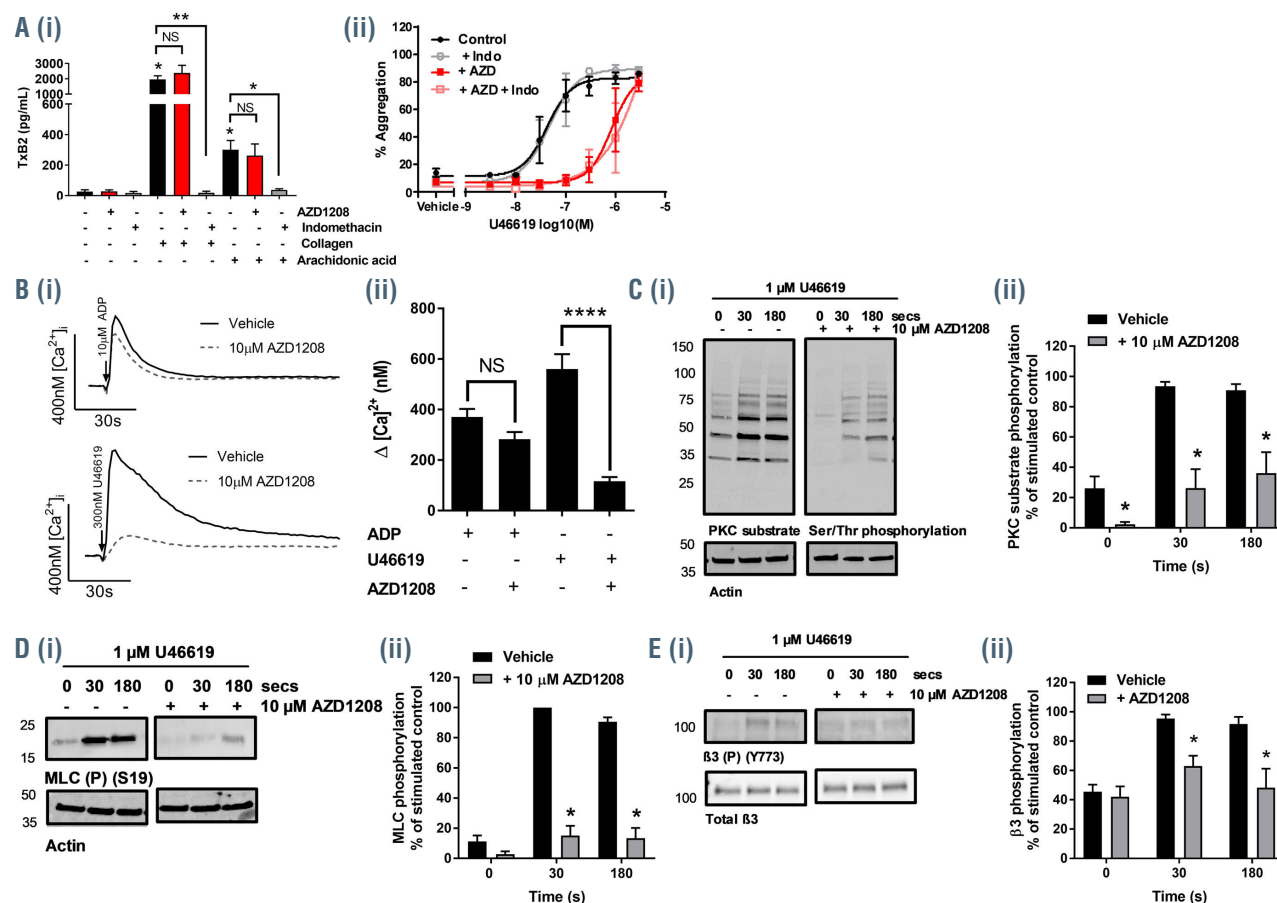 A (i)
**
NS
*
*
NS
*
3000
2000
1000
600
300
0
TxB2 (pg/mL)
- + - - + - - + - AZD1208
- - + - - + - - + Indomethacin
- - - + + + - - - Collagen
- - - - - - + + + Arachidonic acid
(ii)
120
100
80
60
40
20
0
% Aggregation
Control
+ Indo
+ AZD
+ AZD + Indo
Vehicle -9 -8 -7 -6 -5
U46619 log10(M)
B (i)
10µM ADP
Vehicle
10µM AZD1208
400nM [Ca2+]i
30s
300nM U46619
Vehicle
10µM AZD1208
400nM [Ca2+]i
30s
(ii)
800
600
400
200
0
Δ [Ca]2+ (nM)
NS
****
ADP + + - -
U46619 - - + +
AZD1208 - + - +
C (i)
1 µM U46619
0 30 180 0 30 180 secs
- - - + + + 10 µM AZD1208
150
100
75
50
35
25
PKC substrate Ser/Thr phosphorylation
50
35
Actin
(ii)
Vehicle
+ 10 µM AZD1208
120
100
80
60
40
20
0
PKC substrate phosphorylation
% of stimulated control
*
*
*
0 30 180
Time (s)
D (i)
1 µM U46619
0 30 180 0 30 180 secs
- - - + + + 10 µM AZD1208
25
15
MLC (P) (S19)
50
35
Actin
(ii)
Vehicle
+ 10 µM AZD1208
100
80
60
40
20
0
MLC phosphorylation
% of stimulated control
*
*
0 30 180
Time (s)
E (i)
1 µM U46619
0 30 180 0 30 180 secs
- - - + + + 10 µM AZD1208
100
ß3 (P) (Y773)
100
Total ß3
(ii)
Vehicle
+ AZD1208
120
100
80
60
40
20
0
β3 phosphorylation
% of stimulated control
*
*
0 30 180
Time (s)